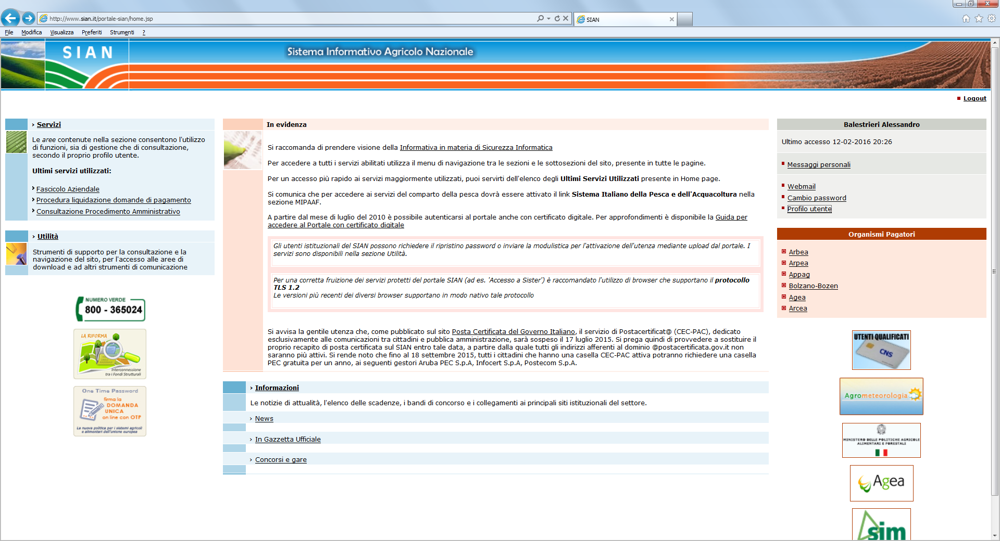 http://www.sian.it/portale-sian/home.jsp
SIAN
File Modifica Visualizza Preferiti Strumenti ?
SIAN
Sistema Informativo Agricolo Nazionale
Logout
› Servizi
Le aree contenute nella sezione consentono l'utilizzo
di funzioni, sia di gestione che di consultazione,
secondo il proprio profilo utente.
Ultimi servizi utilizzati:
Fascicolo Aziendale
Procedura liquidazione domande di pagamento
Consultazione Procedimento Amministrativo
› Utilità
Strumenti di supporto per la consultazione e la
navigazione del sito, per l'accesso alle aree di
download e ad altri strumenti di comunicazione
NUMERO VERDE
800 - 365024
LA RIFORMA
Interconnessione
tra i Fondi Strutturali
One Time Password
firma la
DOMANDA
UNICA
on line con OTP
La nuova politica per i sistemi agricoli
e alimentari dell'unione europea
In evidenza
Si raccomanda di prendere visione della Informativa in materia di Sicurezza Informatica
Per accedere a tutti i servizi abilitati utilizza il menu di navigazione tra le sezioni e le sottosezioni del sito, presente in tutte le pagine.
Per un accesso più rapido ai servizi maggiormente utilizzati, puoi servirti dell'elenco degli Ultimi Servizi Utilizzati presente in Home page.
Si comunica che per accedere ai servizi del comparto della pesca dovrà essere attivato il link Sistema Italiano della Pesca e dell'Acquacoltura nella
sezione MIPAAF.
A partire dal mese di luglio del 2010 è possibile autenticarsi al portale anche con certificato digitale. Per approfondimenti è disponibile la Guida per
accedere al Portale con certificato digitale
Gli utenti istituzionali del SIAN possono richiedere il ripristino password o inviare la modulistica per l'attivazione dell'utenza mediante upload dal portale. I
servizi sono disponibili nella sezione Utilità.
Per una corretta fruizione dei servizi protetti del portale SIAN (ad es. 'Accesso a Sister') è raccomandato l'utilizzo di browser che supportano il protocollo
TLS 1.2
Le versioni più recenti dei diversi browser supportano in modo nativo tale protocollo
Si avvisa la gentile utenza che, come pubblicato sul sito Posta Certificata del Governo Italiano, il servizio di Postacertificat@ (CEC-PAC), dedicato
esclusivamente alle comunicazioni tra cittadini e pubblica amministrazione, sarà sospeso il 17 luglio 2015. Si prega quindi di provvedere a sostituire il
proprio recapito di posta certificata sul SIAN entro tale data, a partire dalla quale tutti gli indirizzi afferenti al dominio @postacertificata.gov.it non
saranno più attivi. Si rende noto che fino al 18 settembre 2015, tutti i cittadini che hanno una casella CEC-PAC attiva potranno richiedere una casella
PEC gratuita per un anno, ai seguenti gestori Aruba PEC S.p.A, Infocert S.p.A, Postecom S.p.A.
› Informazioni
Le notizie di attualità, l'elenco delle scadenze, i bandi di concorso e i collegamenti ai principali siti istituzionali del settore.
› News
› In Gazzetta Ufficiale
› Concorsi e gare
Balestrieri Alessandro
Ultimo accesso 12-02-2016 20:26
Messaggi personali
Webmail
Cambio password
Profilo utente
Organismi Pagatori
Arbea
Arpea
Appag
Bolzano-Bozen
Agea
Arcea
UTENTI QUALIFICATI
CNS
Agrometeorologia
MINISTERO DELLE POLITICHE AGRICOLE
ALIMENTARI E FORESTALI
Agea
sim